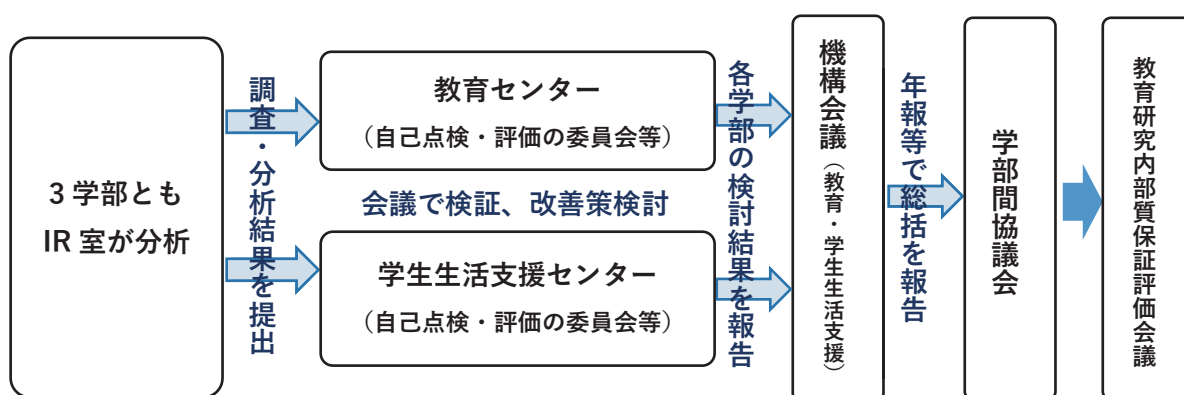 3学部とも
IR室が分析
調査・分析結果を提出
教育センター
（自己点検・評価の委員会等）
会議で検証、改善策検討
学生生活支援センター
（自己点検・評価の委員会等）
各学部の検討結果を報告
機構会議（教育・学生生活支援）
年報等で総括を報告
学部間協議会
教育研究内部質保証評価会議